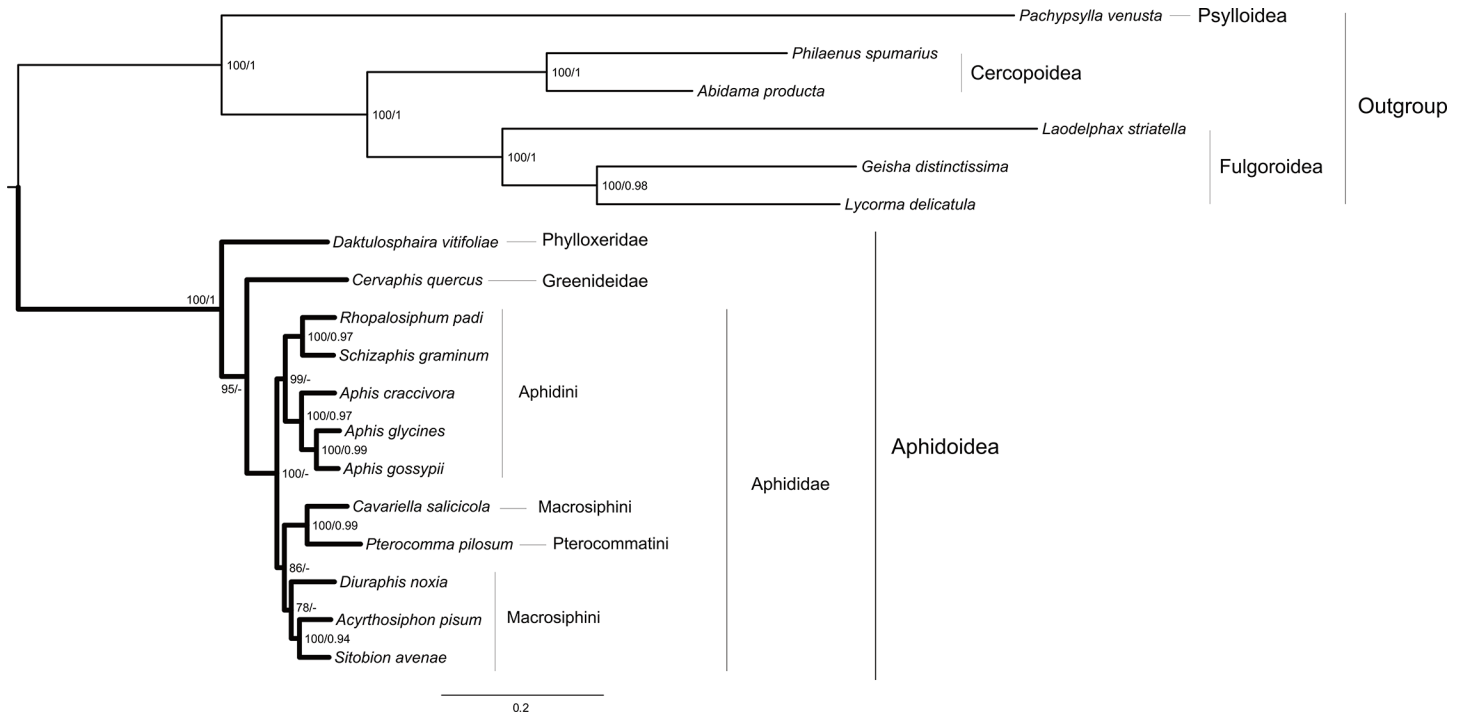 Pachypsylla venusta Psylloidea
Philaenus spumarius
100/1
100/1 Cercopoidea
Abidama producta
Outgroup
100/1
Laodelphax striatella
100/1
Geisha distinctissima Fulgoroidea
100/0.98
Lycorma delicatula
Daktulosphaira vitifoliae Phylloxeridae
Cervaphis quercus Greenideidae
100/1
Rhopalosiphum padi
100/0.97
Schizaphis graminum
99/-
95/-
Aphis craccivora Aphidini
100/0.97
Aphis glycines
100/0.99
Aphidoidea
Aphis gossypii
100/-
Aphididae
Cavariella salicicola Macrosiphini
100/0.99
Pterocomma pilosum Pterocommatini
86/-
Diuraphis noxia
78/-
Acyrthosiphon pisum Macrosiphini
100/0.94
Sitobion avenae
0.2